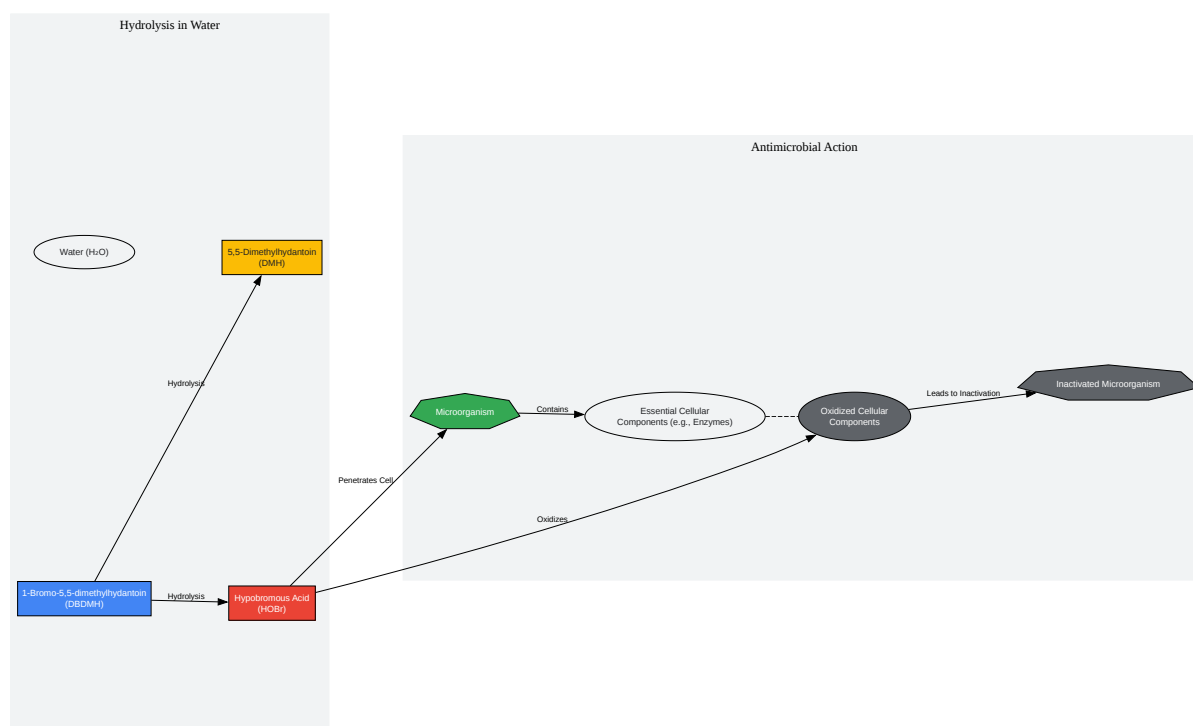 Hydrolysis in Water
Antimicrobial Action
Water (H₂O)
5,5-Dimethylhydantoin
(DMH)
Hydrolysis
Inactivated Microorganism
Leads to Inactivation
Microorganism
Contains
Essential Cellular
Components (e.g., Enzymes)
Oxidized Cellular
Components
Penetrates Cell
Oxidizes
1-Bromo-5,5-dimethylhydantoin
(DBDMH)
Hydrolysis
Hypobromous Acid
(HOBr)